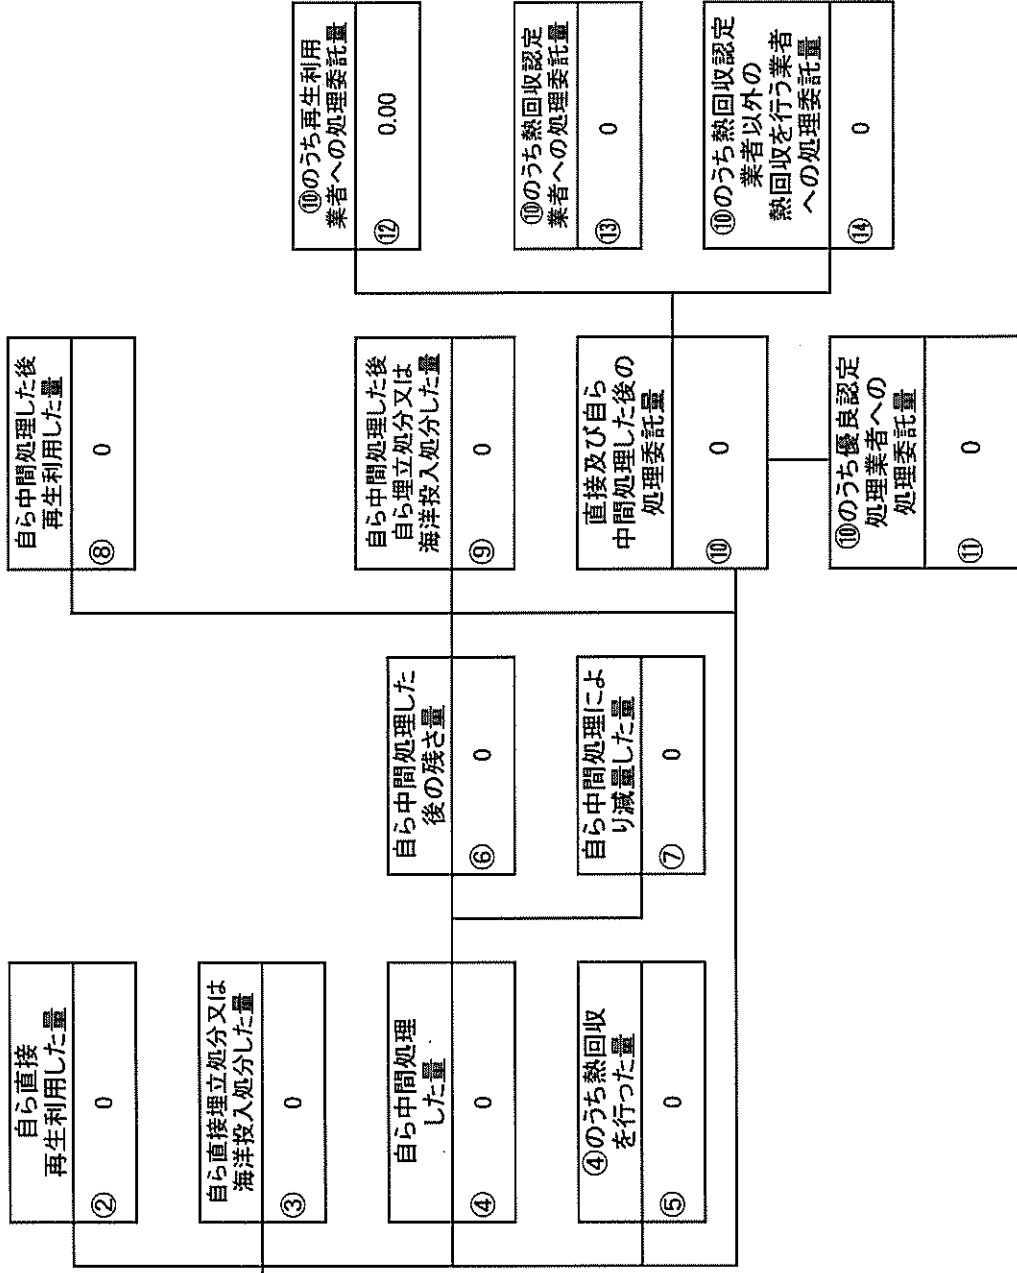 自ら直接
再生利用した量
②
0
自ら直接埋立処分又は
海洋投入処分した量
③
0
自ら中間処理
した量
④
0
④のうち熱回収
を行った量
⑤
0
自ら中間処理した
後の残さ量
⑥
0
自ら中間処理によ
り減量した量
⑦
0
自ら中間処理した後
再生利用した量
⑧
0
自ら中間処理した後
自ら埋立処分又は
海洋投入処分した量
⑨
0
直接及び自ら
中間処理した後の
処理委託量
⑩
0
⑩のうち優良認定
処理業者への
処理委託量
⑪
0
⑩のうち再生利用
業者への処理委託量
⑫
0.00
⑩のうち熱回収認定
業者への処理委託量
⑬
0
⑩のうち熱回収認定
業者以外の
熱回収を行う業者
への処理委託量
⑭
0